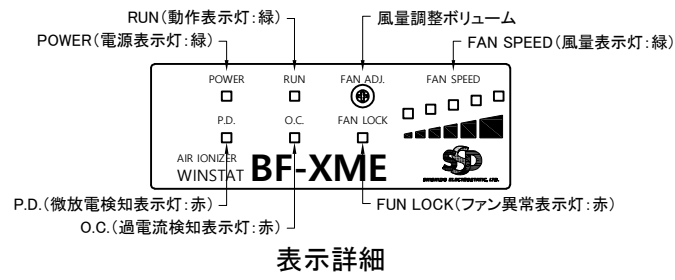 RUN(動作表示灯:緑)
風量調整ボリューム
POWER(電源表示灯:緑)
FAN SPEED(風量表示灯:緑)
POWER RUN FAN ADJ. FAN SPEED
P.D. O.C. FAN LOCK
AIR IONIZER
WINSTAT BF-XME
SSD
SHISHIDO ELECTROSTATIC, LTD.
P.D.(微放電検知表示灯:赤)
FUN LOCK(ファン異常表示灯:赤)
O.C.(過電流検知表示灯:赤)
表示詳細